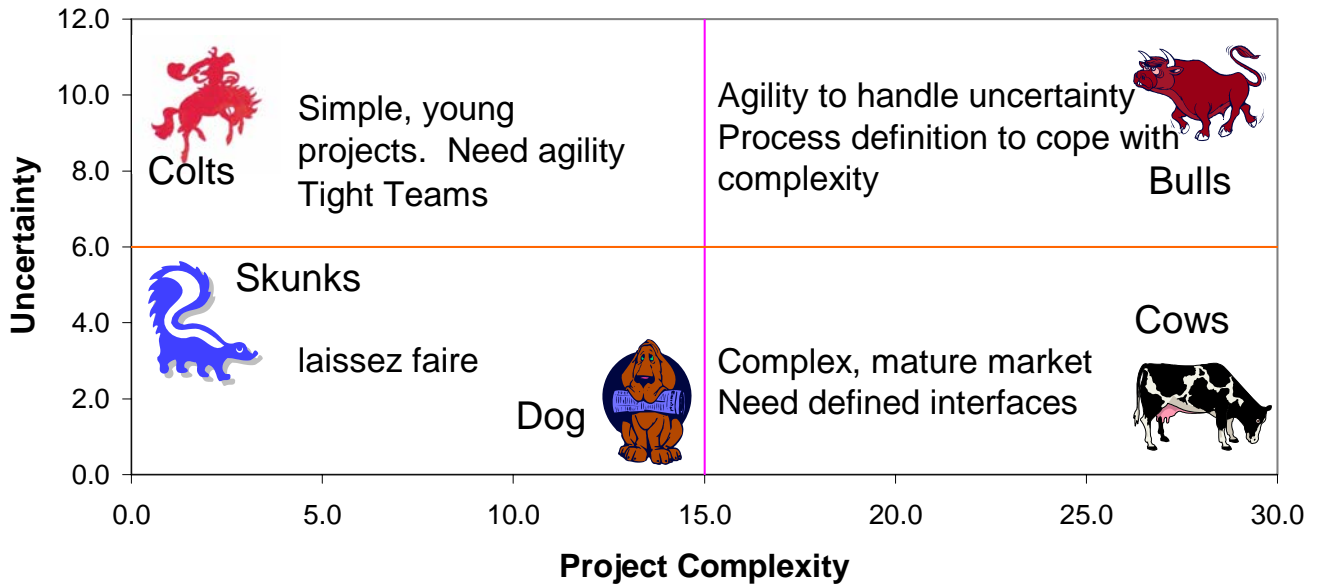 12.0
10.0
8.0
6.0
4.0
2.0
0.0
Uncertainty
Colts
Simple, young
projects.  Need agility
Tight Teams
Agility to handle uncertainty
Process definition to cope with
complexity
Bulls
Skunks
laissez faire
Dog
Cows
Complex, mature market
Need defined interfaces
0.0 5.0 10.0 15.0 20.0 25.0 30.0
Project Complexity